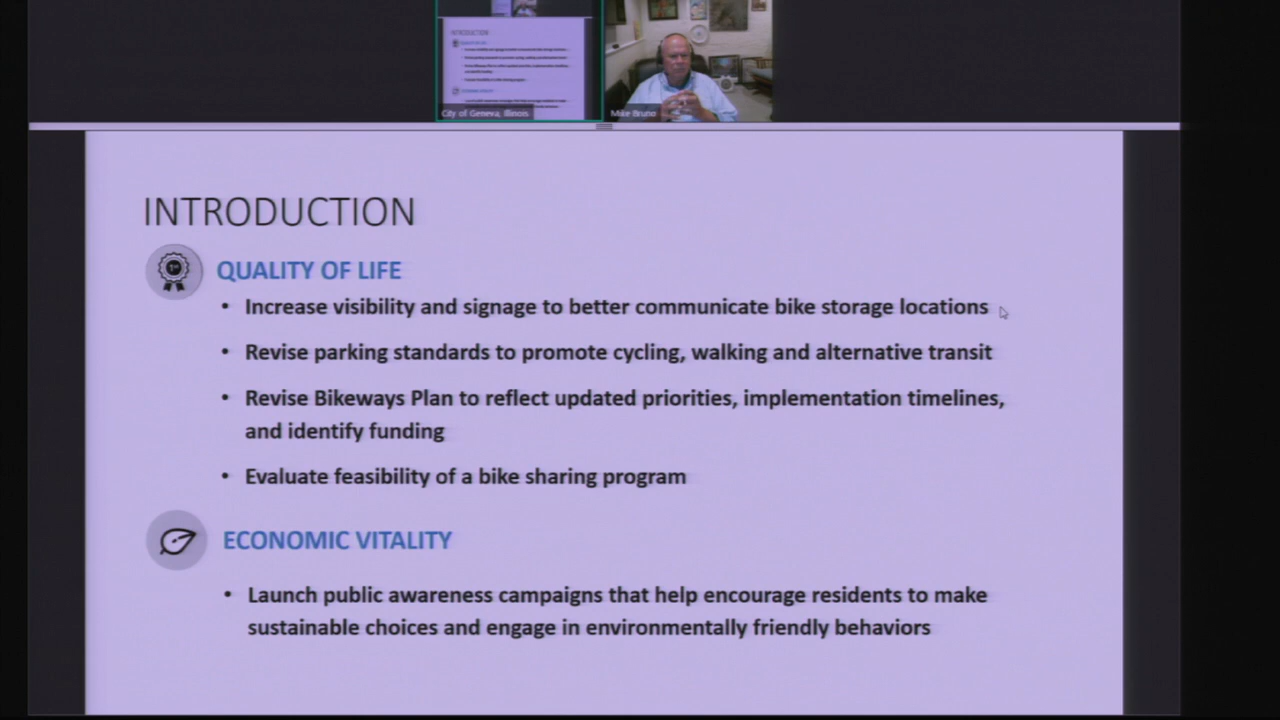 City of Geneva, Illinois
Mike Bruno
INTRODUCTION
QUALITY OF LIFE
• Increase visibility and signage to better communicate bike storage locations
• Revise parking standards to promote cycling, walking and alternative transit
• Revise Bikeways Plan to reflect updated priorities, implementation timelines,
and identify funding
• Evaluate feasibility of a bike sharing program
ECONOMIC VITALITY
• Launch public awareness campaigns that help encourage residents to make
sustainable choices and engage in environmentally friendly behaviors